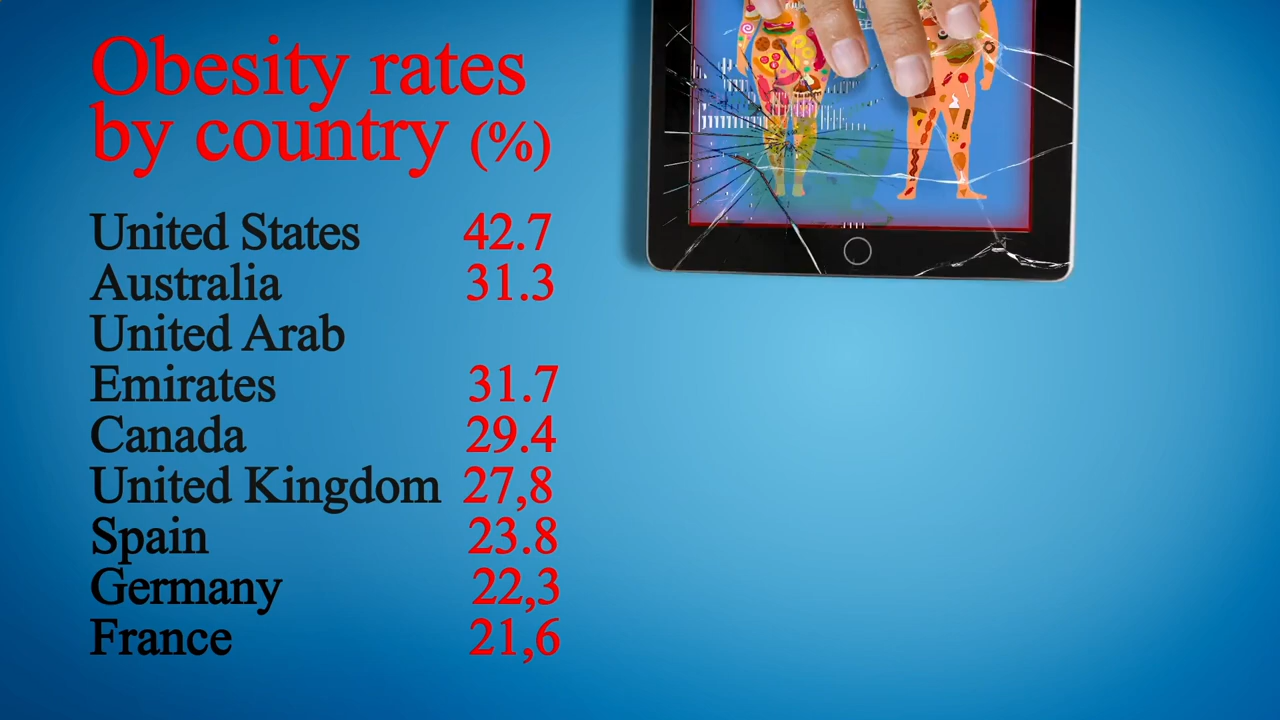 Obesity rates
by country (%)
United States 42.7
Australia 31.3
United Arab
Emirates 31.7
Canada 29.4
United Kingdom 27,8
Spain 23.8
Germany 22,3
France 21,6